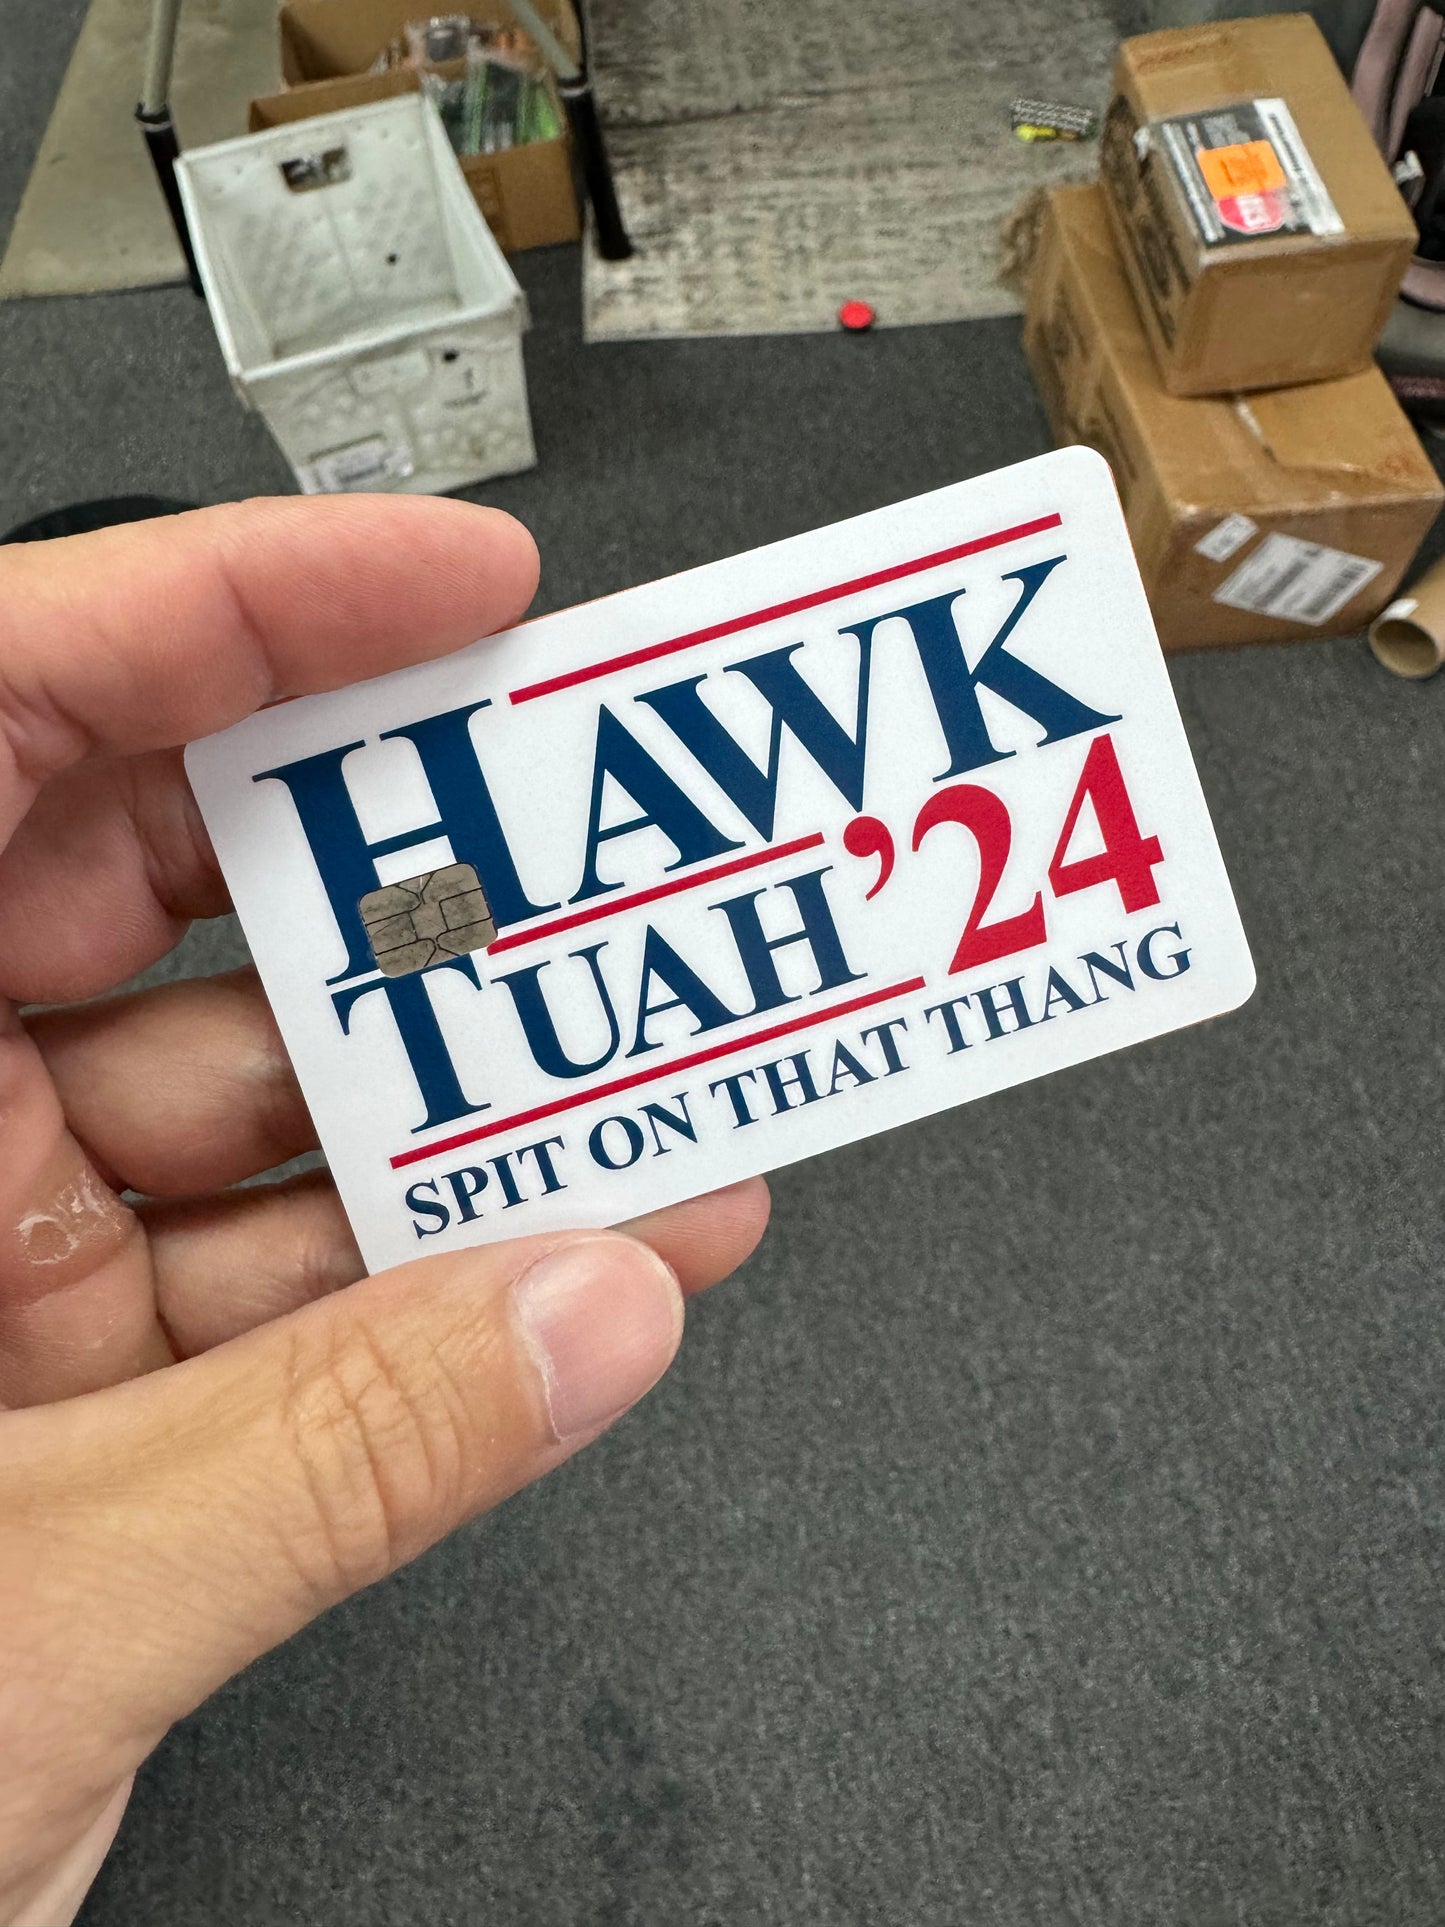 HAWK
TUAH '24
SPIT ON THAT THANG